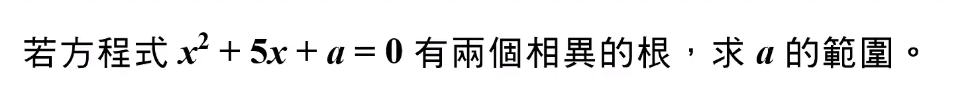 若方程式 x² + 5x + a = 0 有兩個相異的根，求 a 的範圍。